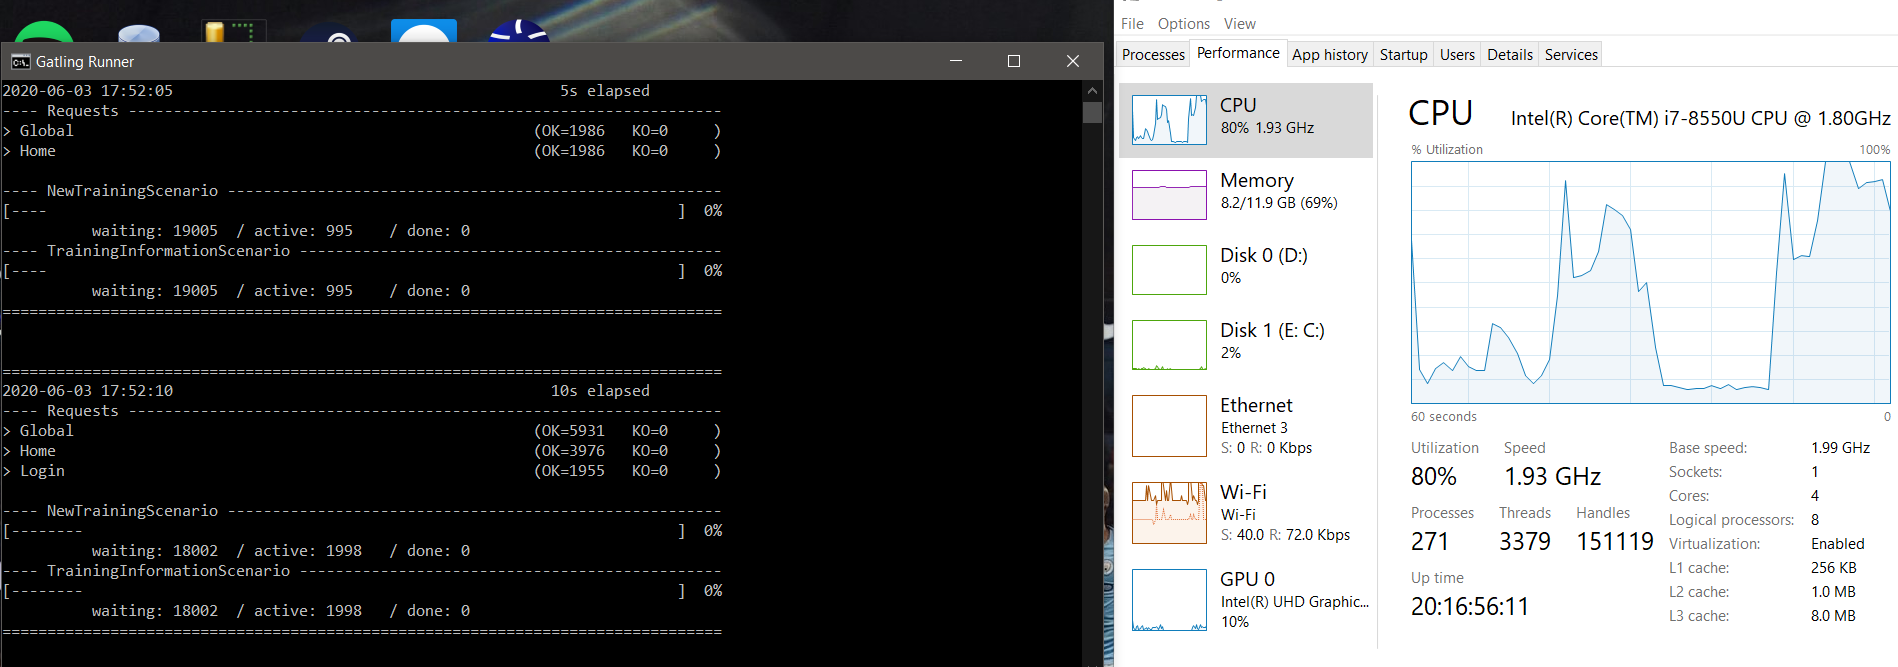 Gatling Runner
2020-06-03 17:52:05                                           5s elapsed
---- Requests ------------------------------------------------------------------
> Global                                                   (OK=1986   KO=0     )
> Home                                                     (OK=1986   KO=0     )
---- NewTrainingScenario -------------------------------------------------------
[----                                                                      ]  0%
          waiting: 19005  / active: 995    / done: 0
---- TrainingInformationScenario -----------------------------------------------
[----                                                                      ]  0%
          waiting: 19005  / active: 995    / done: 0
================================================================================
================================================================================
2020-06-03 17:52:10                                          10s elapsed
---- Requests ------------------------------------------------------------------
> Global                                                   (OK=5931   KO=0     )
> Home                                                     (OK=3976   KO=0     )
> Login                                                    (OK=1955   KO=0     )
---- NewTrainingScenario -------------------------------------------------------
[--------                                                                  ]  0%
          waiting: 18002  / active: 1998   / done: 0
---- TrainingInformationScenario -----------------------------------------------
[--------                                                                  ]  0%
          waiting: 18002  / active: 1998   / done: 0
================================================================================
File Options View
Processes Performance App history Startup Users Details Services
CPU
80% 1.93 GHz
Memory
8.2/11.9 GB (69%)
Disk 0 (D:)
0%
Disk 1 (E: C:)
2%
Ethernet
Ethernet 3
S: 0 R: 0 Kbps
Wi-Fi
Wi-Fi
S: 40.0 R: 72.0 Kbps
GPU 0
Intel(R) UHD Graphic...
10%
CPU Intel(R) Core(TM) i7-8550U CPU @ 1.80GHz
% Utilization 100%
60 seconds 0
Utilization Speed
80% 1.93 GHz
Processes Threads Handles
271 3379 151119
Up time
20:16:56:11
Base speed: 1.99 GHz
Sockets: 1
Cores: 4
Logical processors: 8
Virtualization: Enabled
L1 cache: 256 KB
L2 cache: 1.0 MB
L3 cache: 8.0 MB